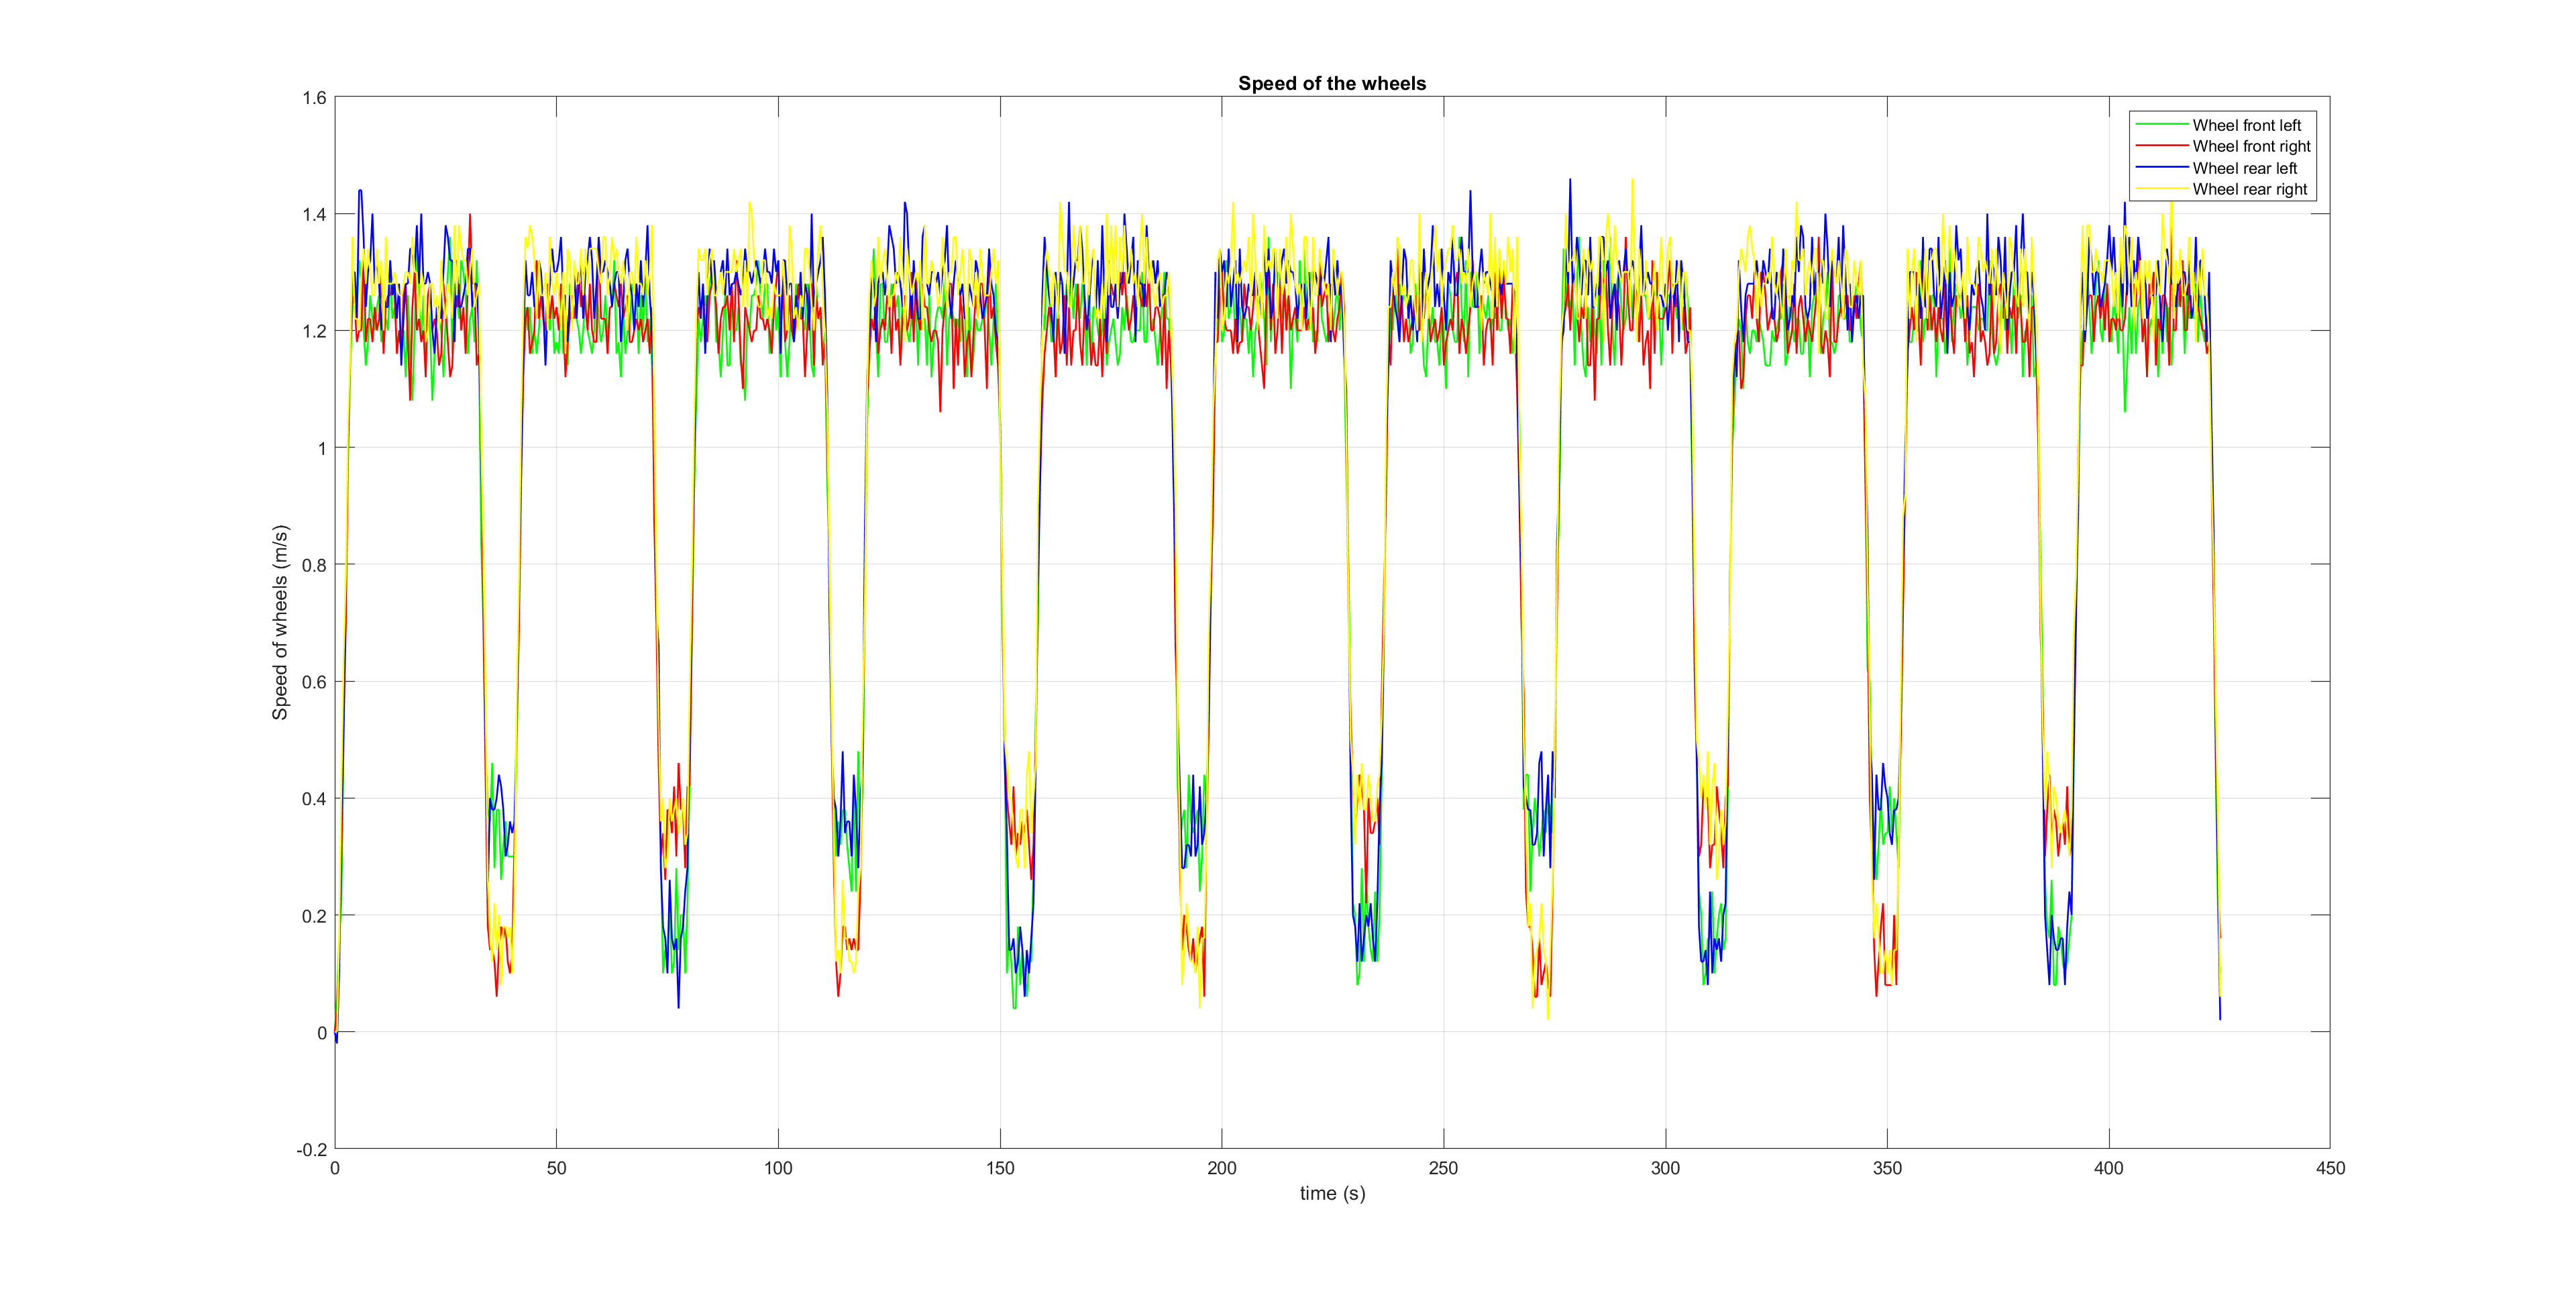 Speed of the wheels
Wheel front left
Wheel front right
Wheel rear left
Wheel rear right
Speed of wheels (m/s)
1.6
1.4
1.2
1
0.8
0.6
0.4
0.2
0
-0.2
0 50 100 150 200 250 300 350 400 450
time (s)